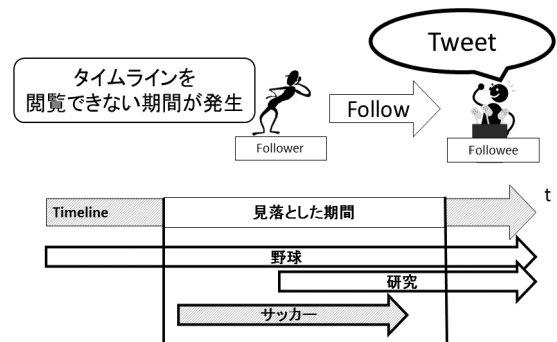 Tweet
タイムラインを
閲覧できない期間が発生
Follow
Follower
Followee
t
Timeline
見落とした期間
野球
研究
サッカー